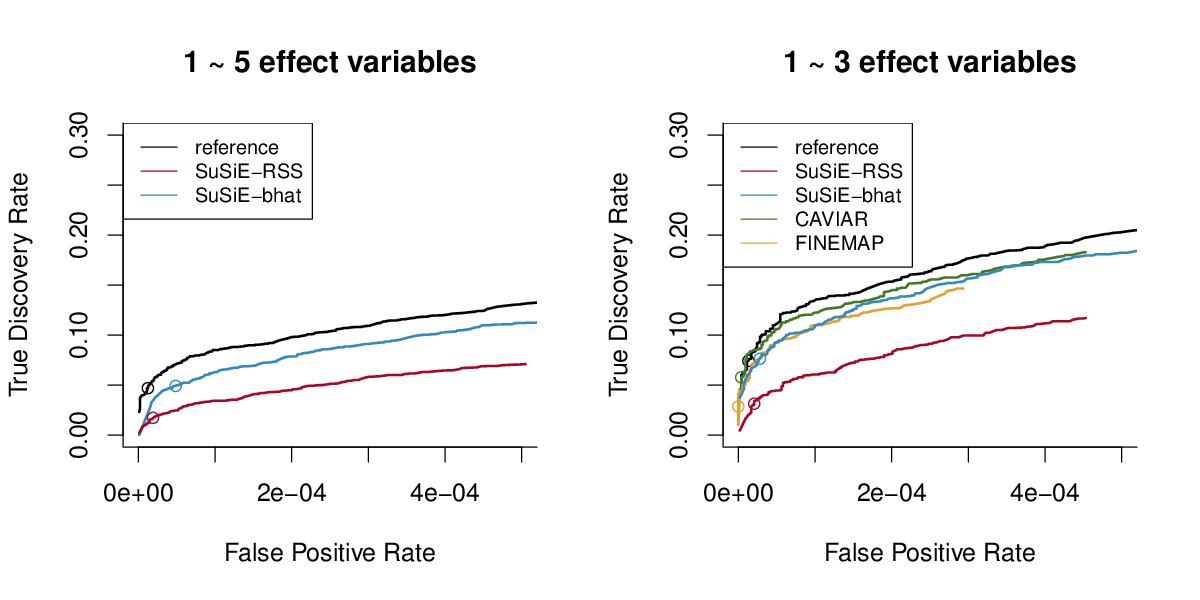 1 ~ 5 effect variables
True Discovery Rate
0.30
0.20
0.10
0.00
reference
SuSiE−RSS
SuSiE−bhat
0e+00
2e−04
4e−04
False Positive Rate
1 ~ 3 effect variables
True Discovery Rate
0.30
0.20
0.10
0.00
reference
SuSiE−RSS
SuSiE−bhat
CAVIAR
FINEMAP
0e+00
2e−04
4e−04
False Positive Rate